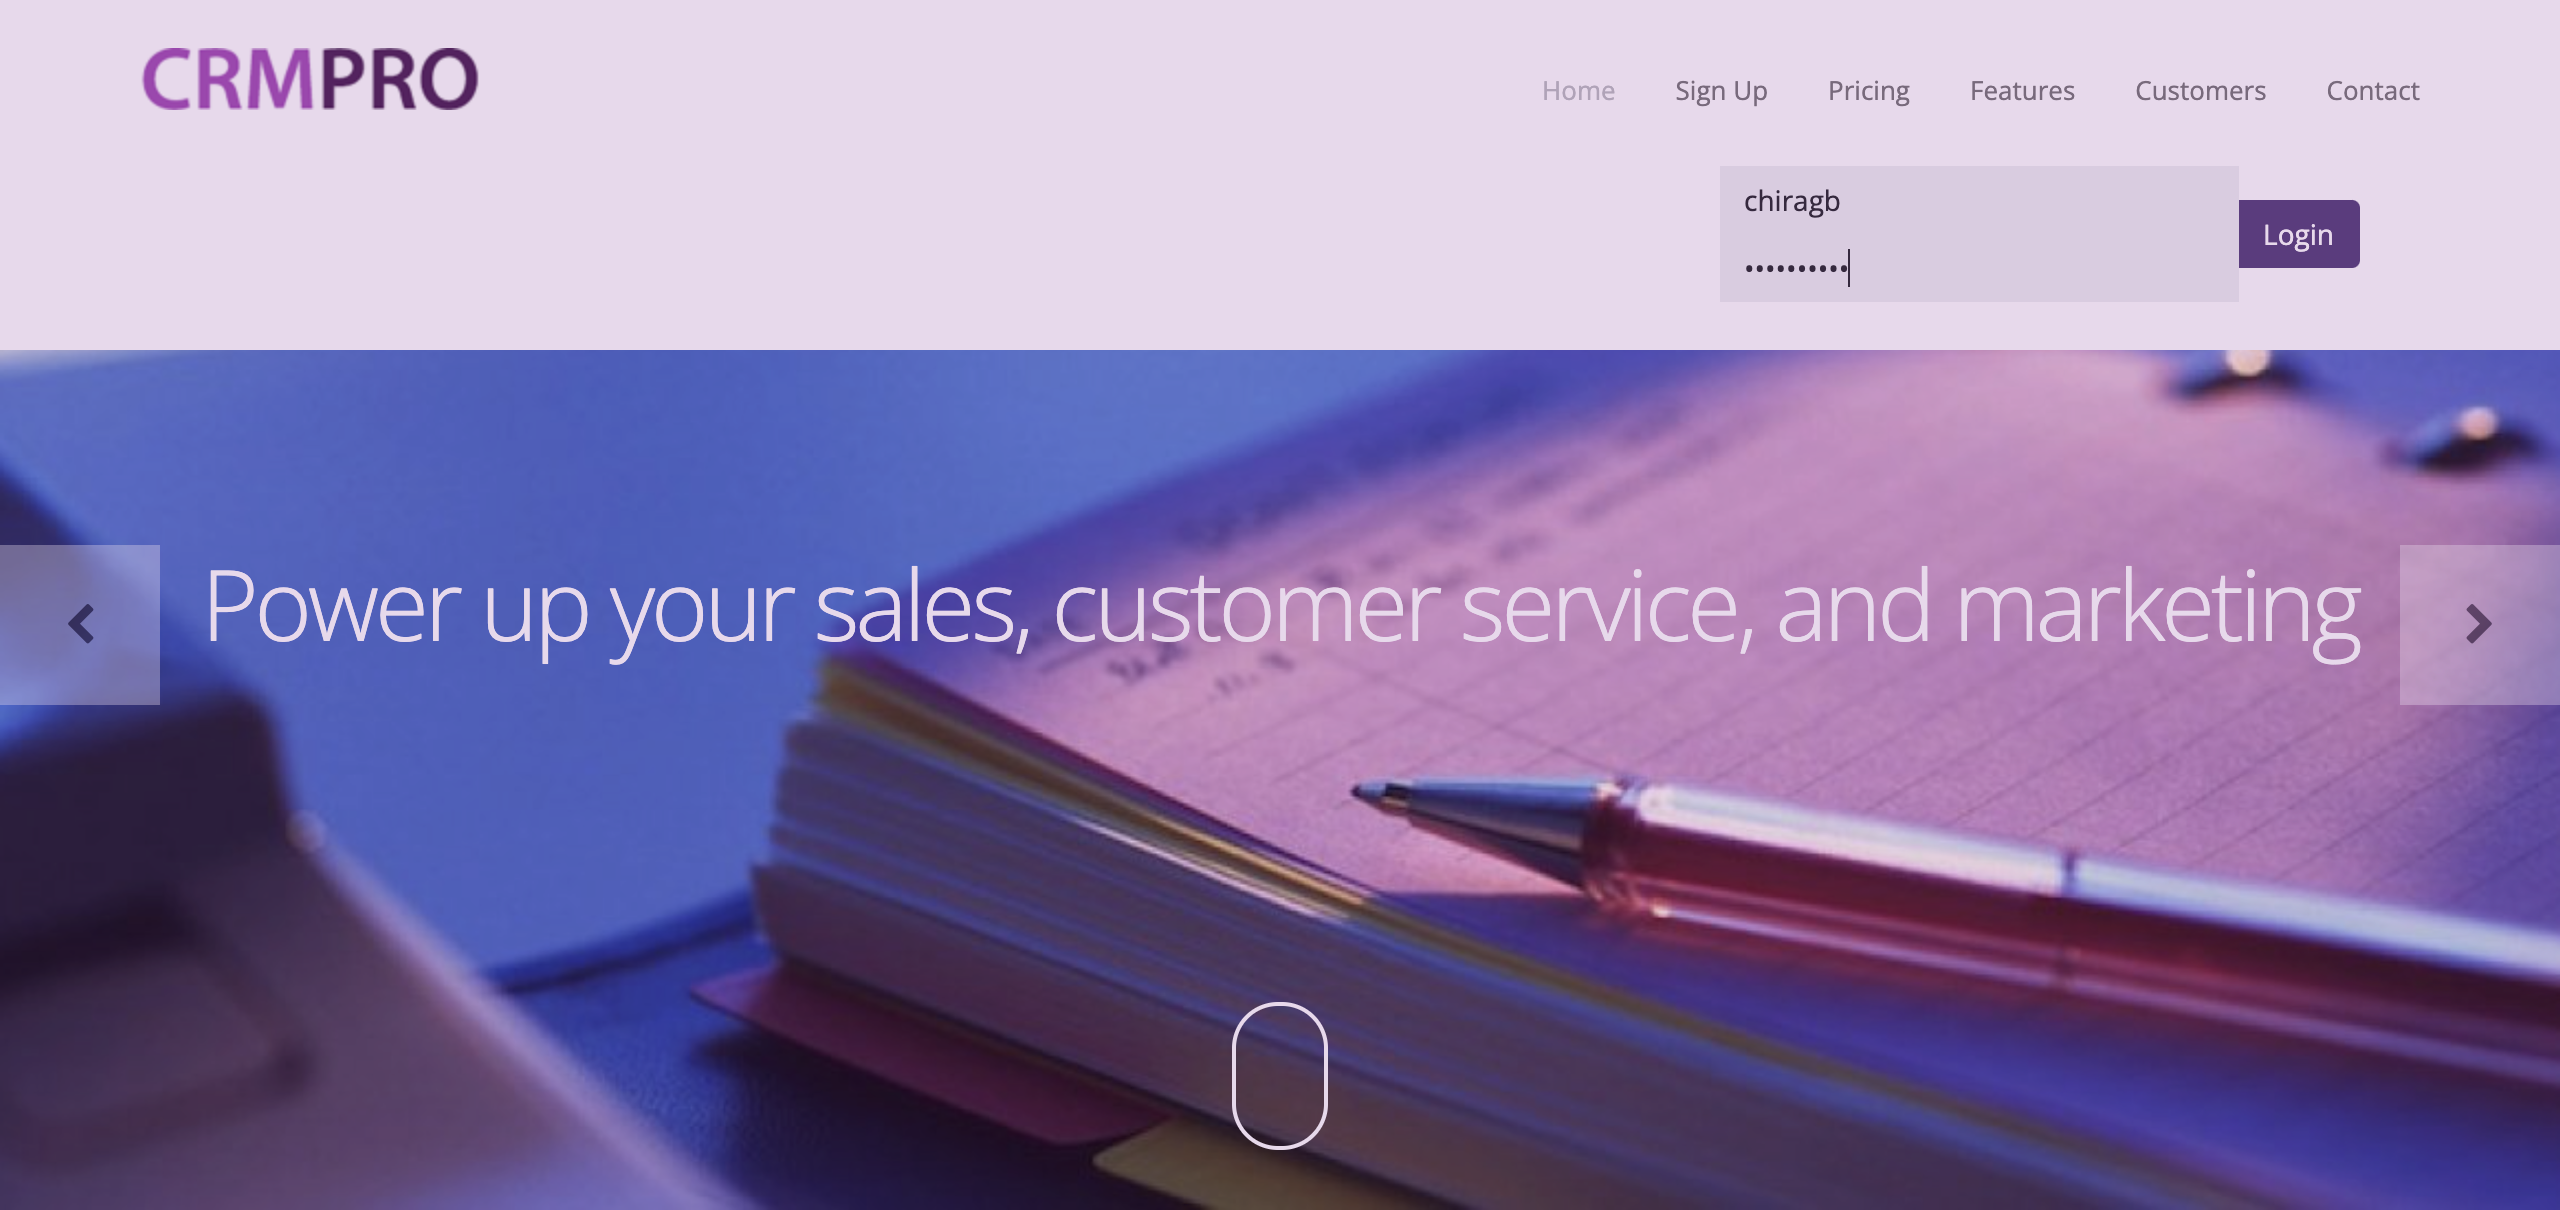 CRMPRO
Home Sign Up Pricing Features Customers Contact
chiragb
••••••••••
Login
Power up your sales, customer service, and marketing